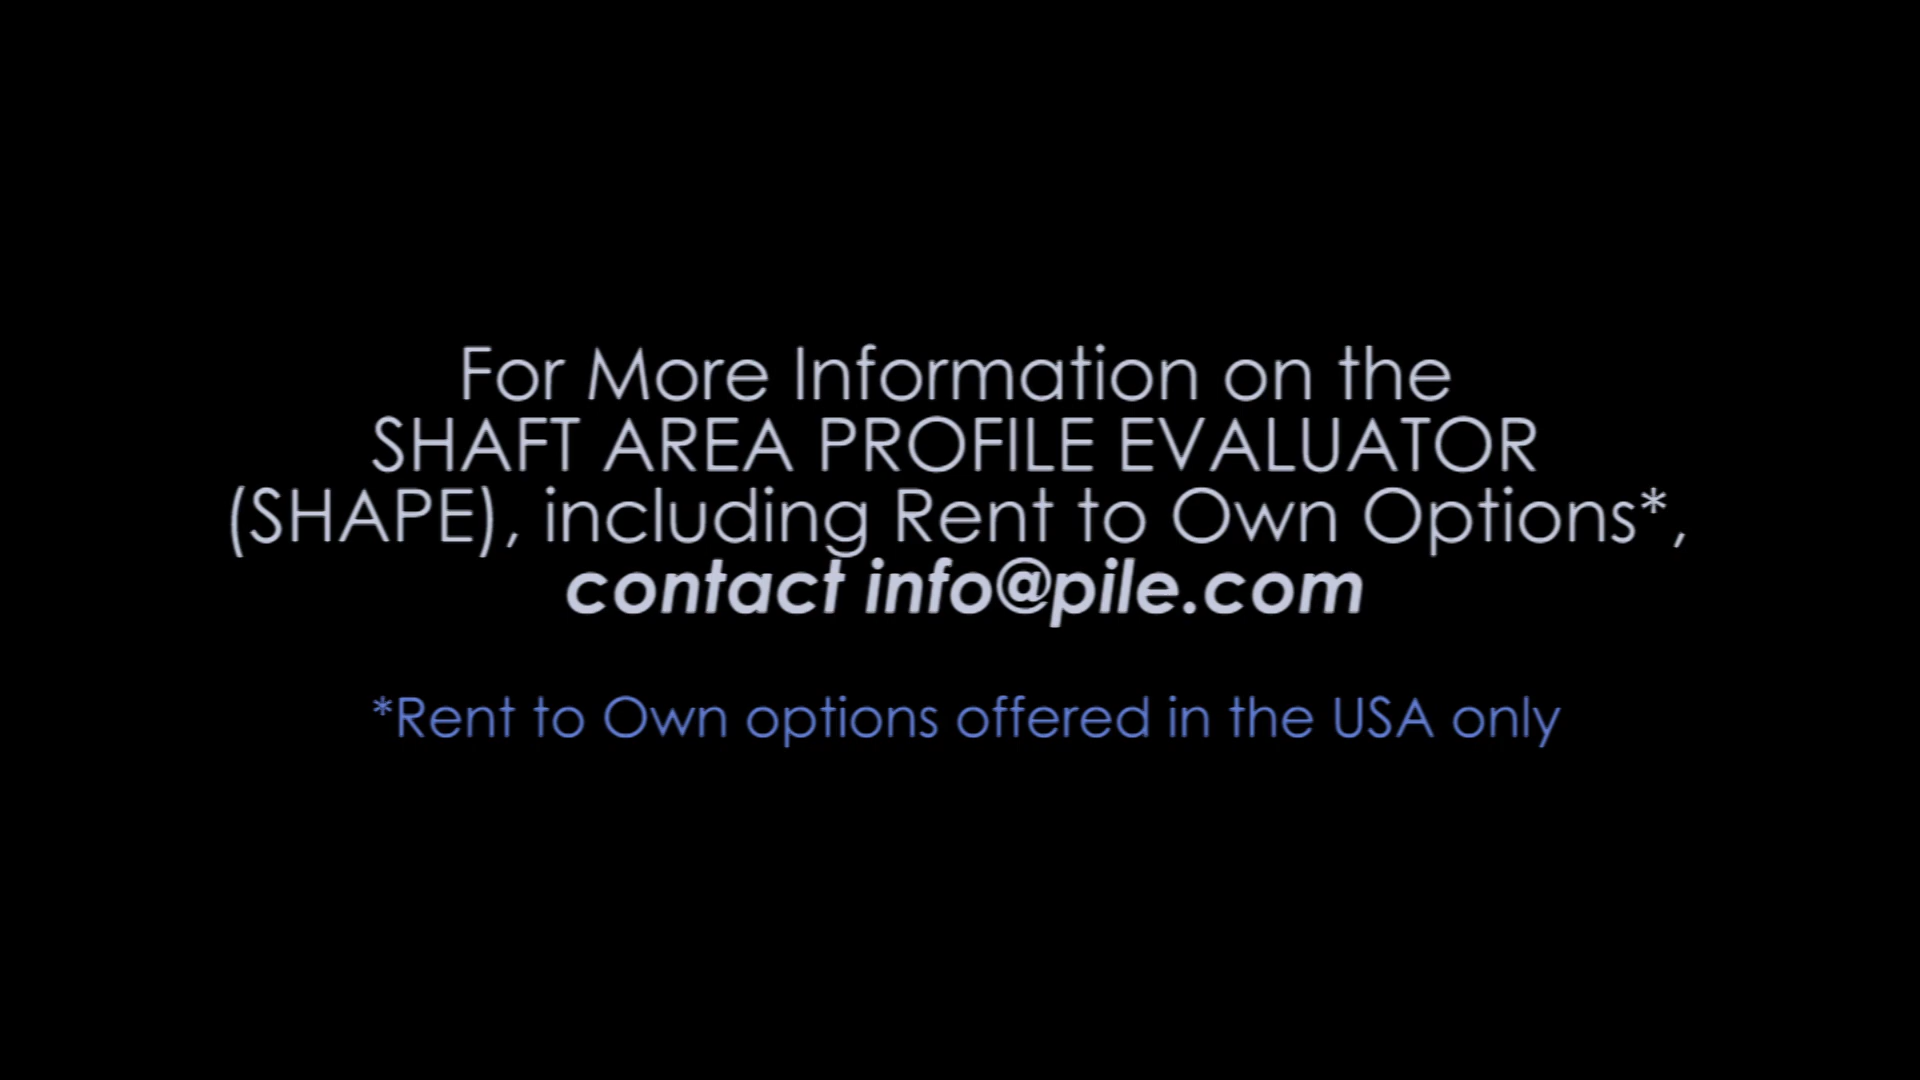 For More Information on the
SHAFT AREA PROFILE EVALUATOR
(SHAPE), including Rent to Own Options*,
contact info@pile.com
*Rent to Own options offered in the USA only